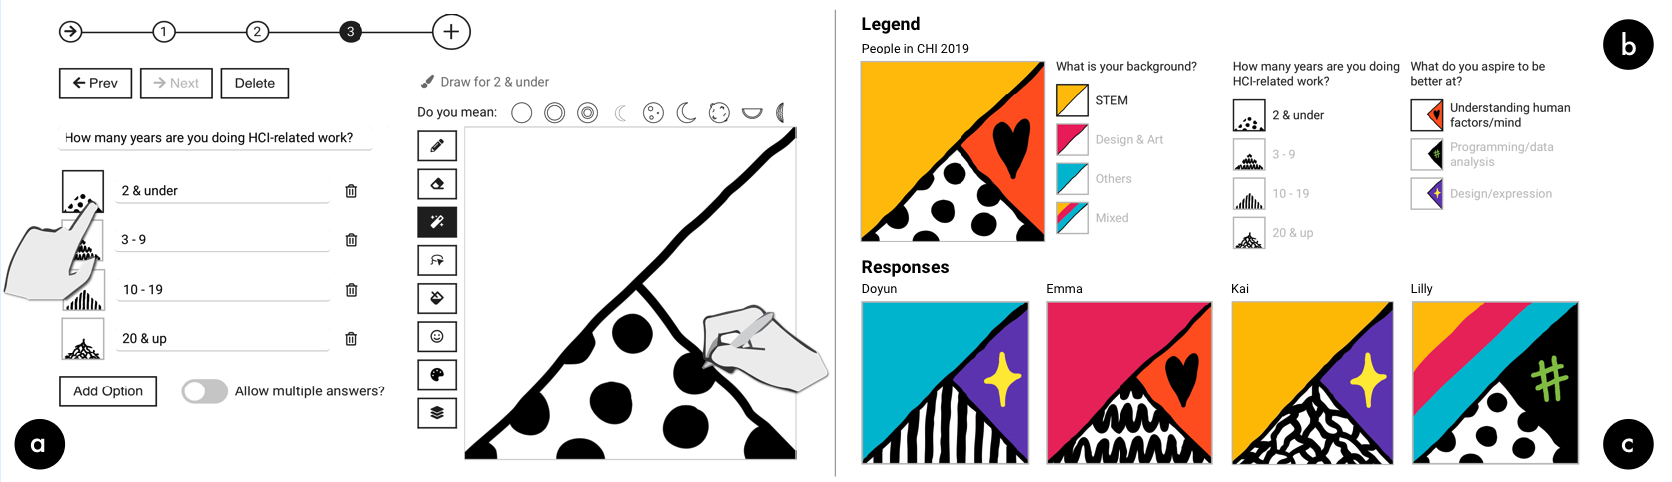 1
2
3
+
Prev
Next
Delete
Draw for 2 & under
Do you mean:
How many years are you doing HCI-related work?
2 & under
3 - 9
10 - 19
20 & up
Add Option
Allow multiple answers?
a
Legend
People in CHI 2019
What is your background?
STEM
Design & Art
Others
Mixed
How many years are you doing
HCI-related work?
2 & under
3 - 9
10 - 19
20 & up
What do you aspire to be
better at?
Understanding human
factors/mind
#
Programming/data
analysis
Design/expression
b
Responses
Doyun
Emma
Kai
Lilly
#
c